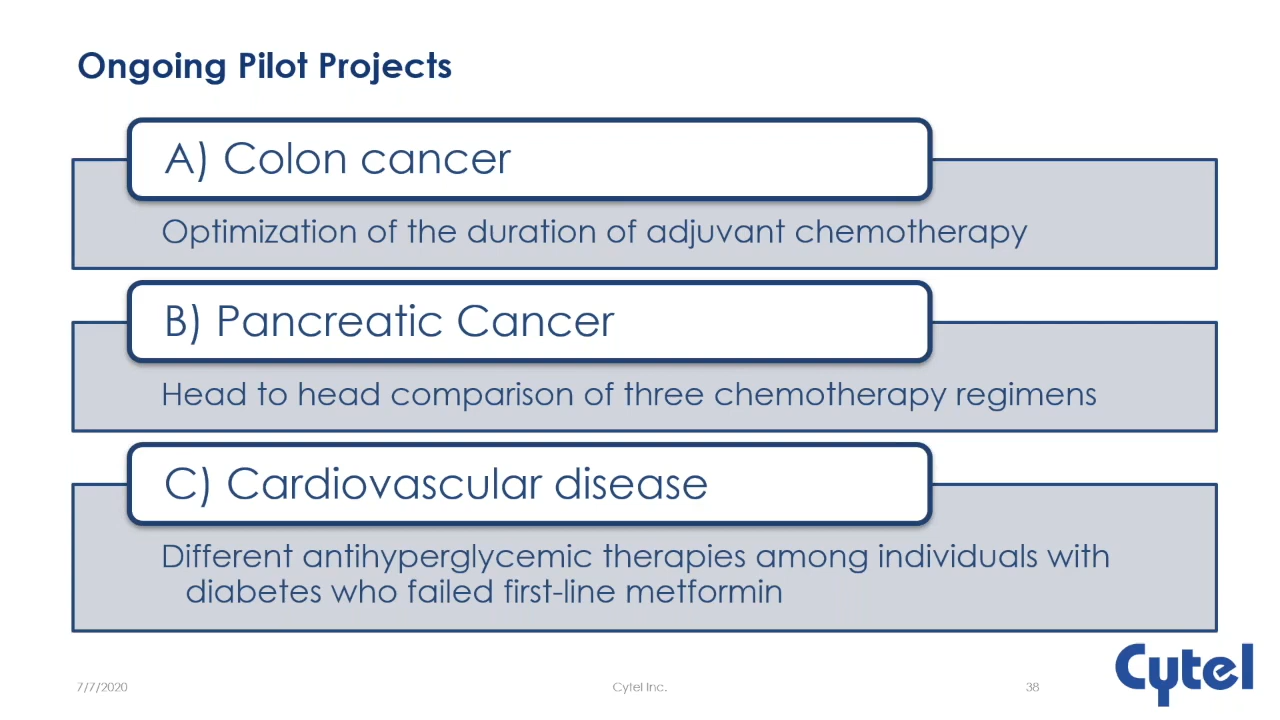 Ongoing Pilot Projects
A) Colon cancer
Optimization of the duration of adjuvant chemotherapy
B) Pancreatic Cancer
Head to head comparison of three chemotherapy regimens
C) Cardiovascular disease
Different antihyperglycemic therapies among individuals with
diabetes who failed first-line metformin
7/7/2020
Cytel Inc.
38
Cytel